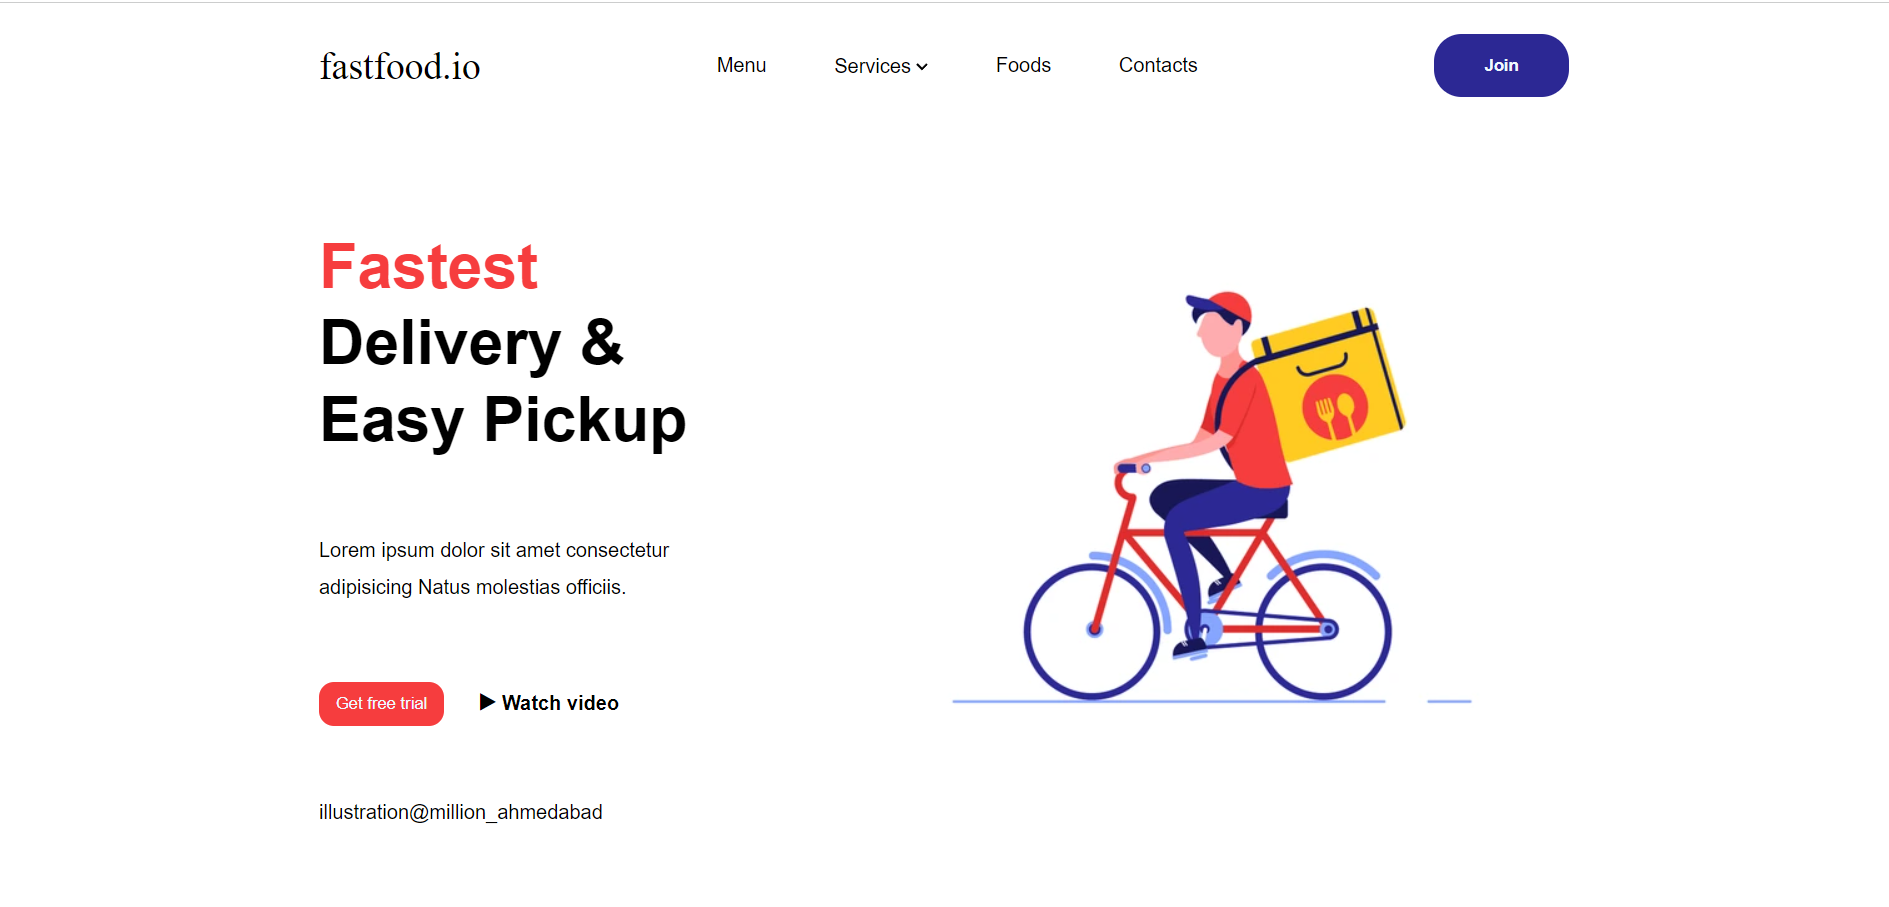 fastfood.io
Menu Services Foods Contacts
Join
Fastest
Delivery &
Easy Pickup
Lorem ipsum dolor sit amet consectetur
adipisicing Natus molestias officiis.
Get free trial
Watch video
illustration@million_ahmedabad